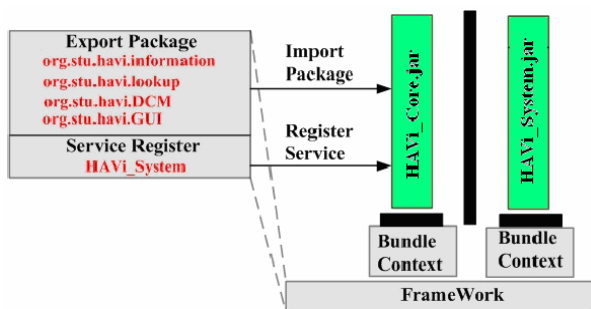 Export Package
org.stu.havi.information
org.stu.havi.lookup
org.stu.havi.DCM
org.stu.havi.GUI
Service Register
HAVi_System
Import
Package
Register
Service
HAVi_Core.jar
HAVi_System.jar
Bundle
Context
Bundle
Context
FrameWork